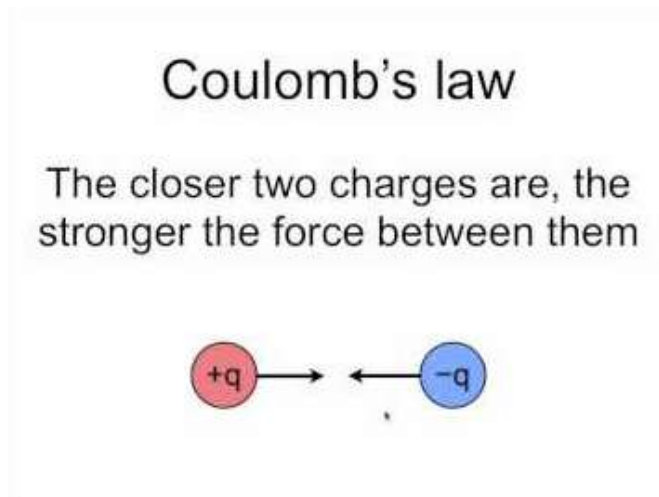 Coulomb's law
The closer two charges are, the
stronger the force between them
+q
−q